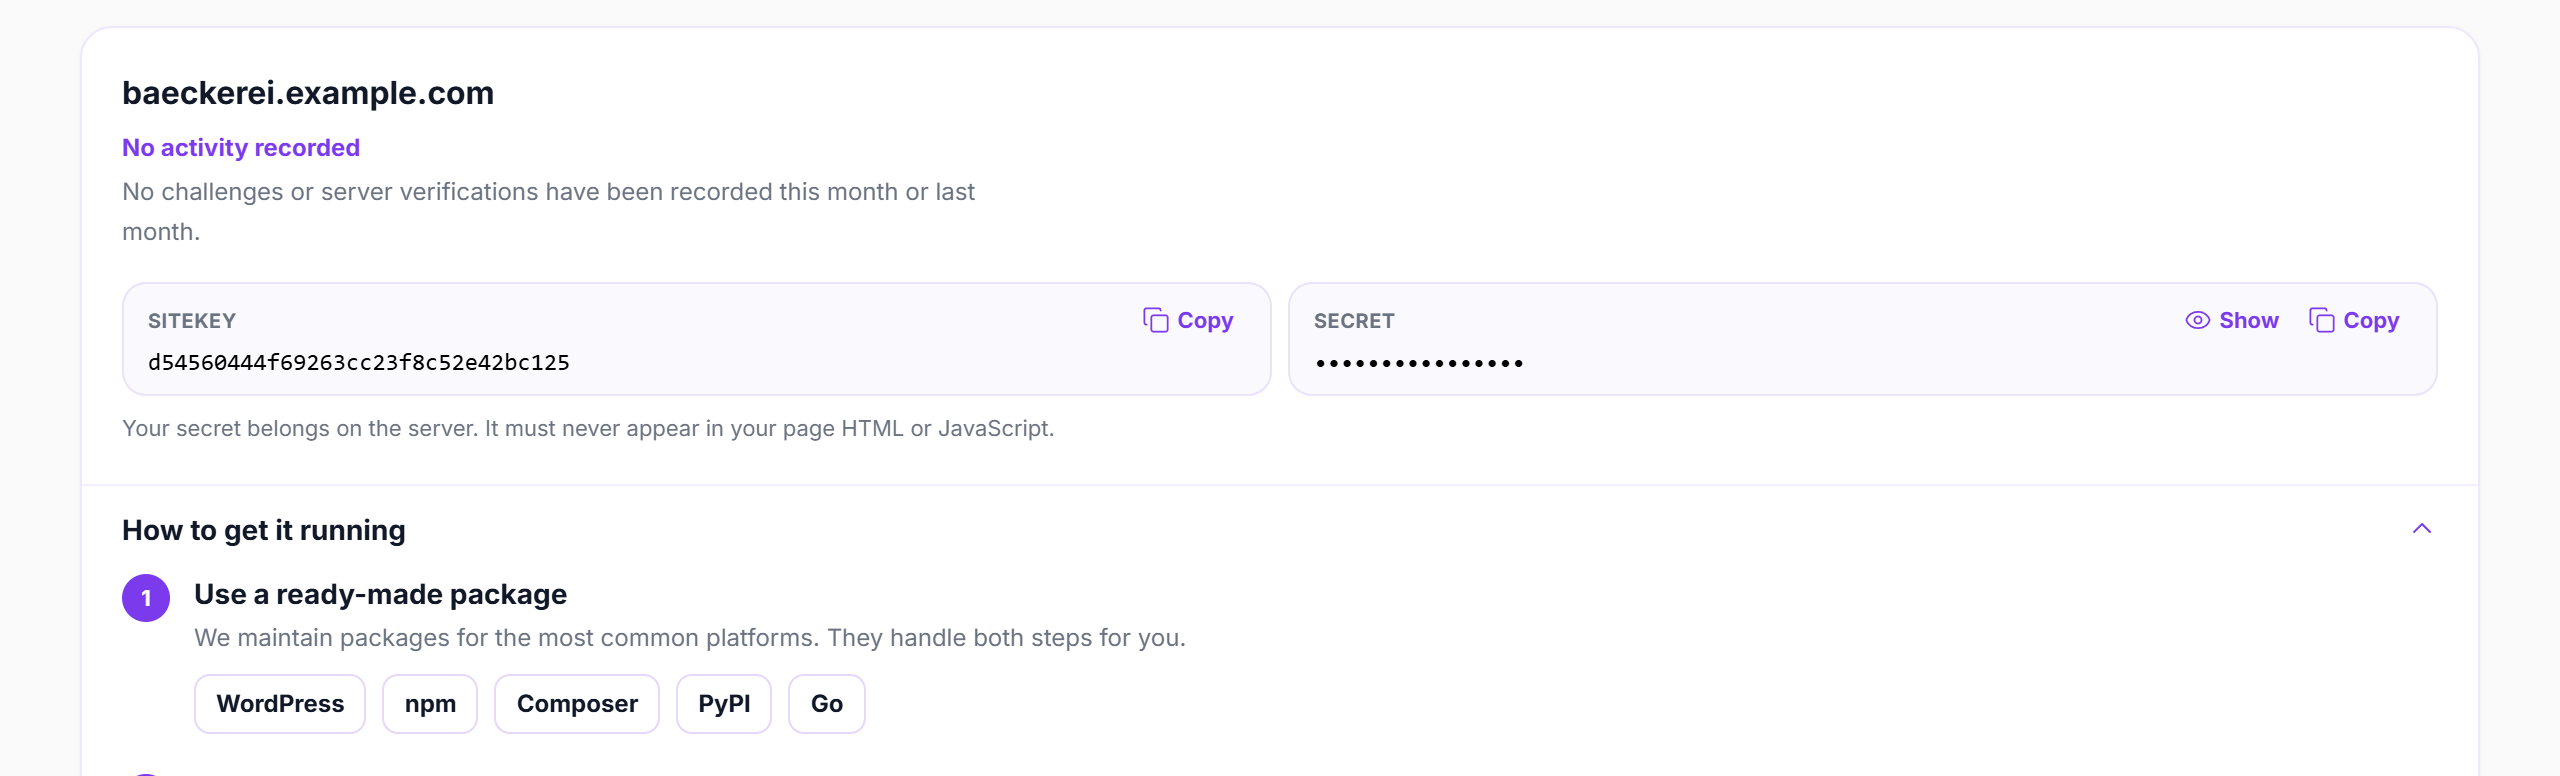 baeckerei.example.com
No activity recorded
No challenges or server verifications have been recorded this month or last
month.
SITEKEY
Copy
d54560444f69263cc23f8c52e42bc125
SECRET
Show
Copy
••••••••••••••••
Your secret belongs on the server. It must never appear in your page HTML or JavaScript.
How to get it running
1
Use a ready-made package
We maintain packages for the most common platforms. They handle both steps for you.
WordPress
npm
Composer
PyPI
Go